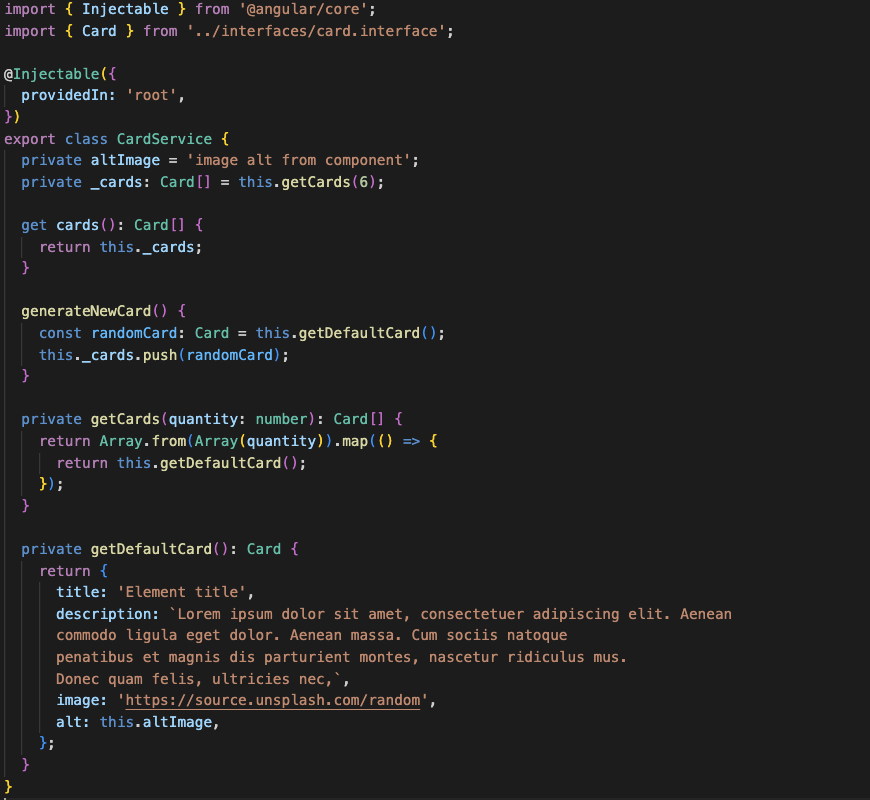 import { Injectable } from '@angular/core';
import { Card } from '../interfaces/card.interface';

@Injectable({
  providedIn: 'root',
})
export class CardService {
  private altImage = 'image alt from component';
  private _cards: Card[] = this.getCards(6);

  get cards(): Card[] {
    return this._cards;
  }

  generateNewCard() {
    const randomCard: Card = this.getDefaultCard();
    this._cards.push(randomCard);
  }

  private getCards(quantity: number): Card[] {
    return Array.from(Array(quantity)).map(() => {
      return this.getDefaultCard();
    });
  }

  private getDefaultCard(): Card {
    return {
      title: 'Element title',
      description: `Lorem ipsum dolor sit amet, consectetuer adipiscing elit. Aenean
      commodo ligula eget dolor. Aenean massa. Cum sociis natoque
      penatibus et magnis dis parturient montes, nascetur ridiculus mus.
      Donec quam felis, ultricies nec,`,
      image: 'https://source.unsplash.com/random',
      alt: this.altImage,
    };
  }
}